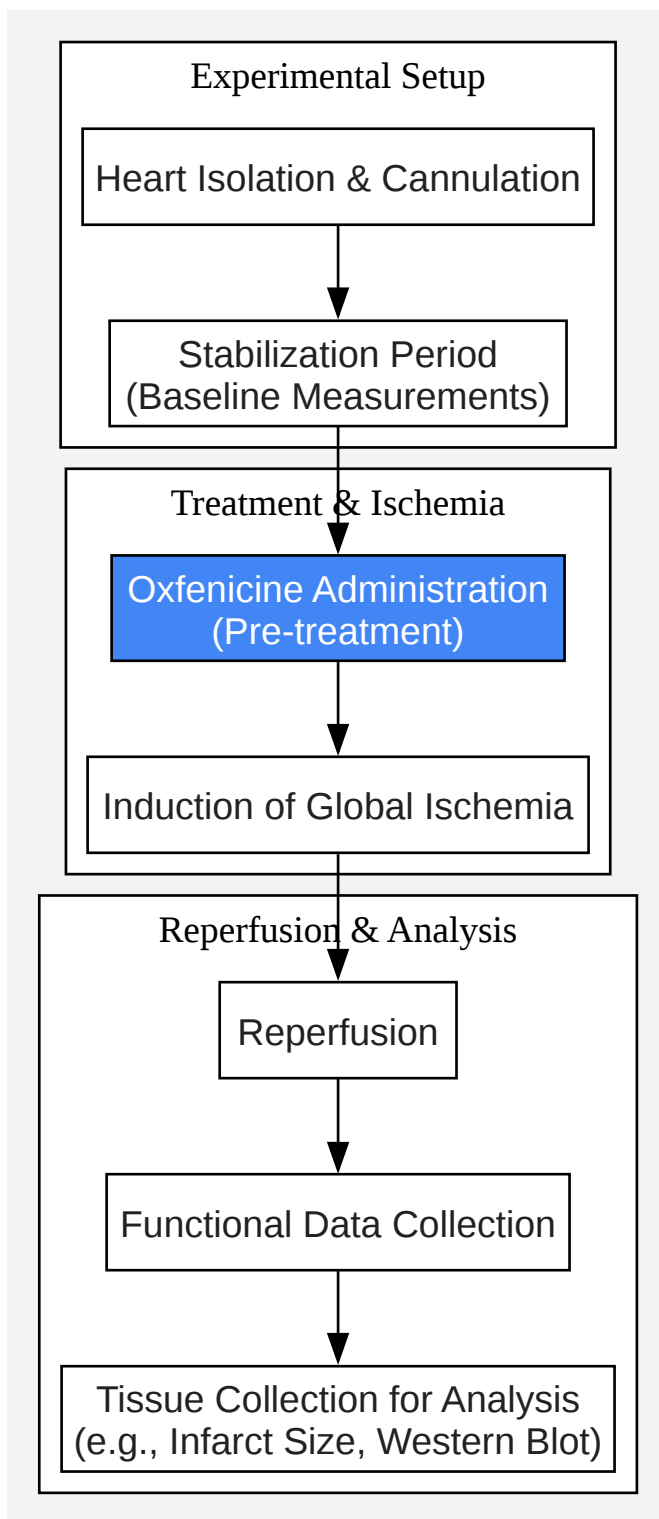 Experimental Setup
Heart Isolation & Cannulation
Stabilization Period
(Baseline Measurements)
Treatment & Ischemia
Oxfenicine Administration
(Pre-treatment)
Induction of Global Ischemia
Reperfusion & Analysis
Reperfusion
Functional Data Collection
Tissue Collection for Analysis
(e.g., Infarct Size, Western Blot)